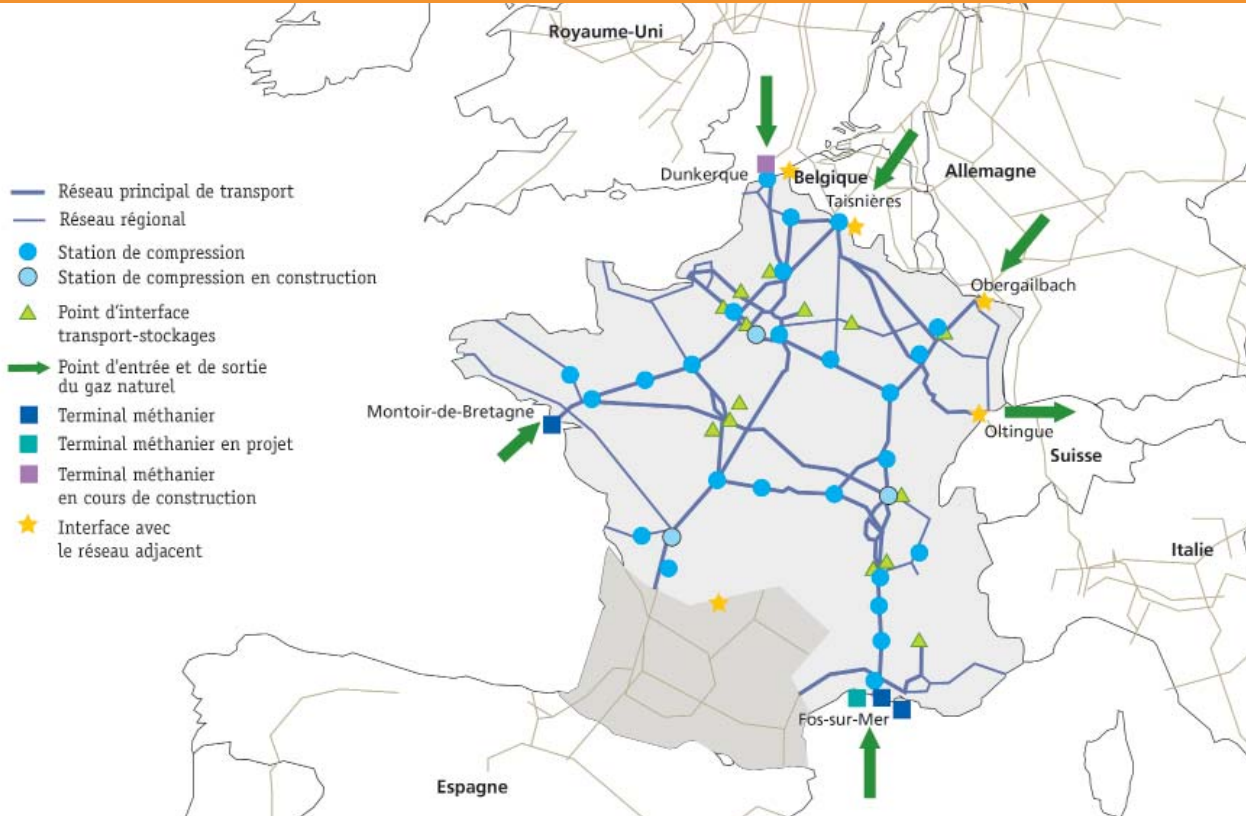 Royaume-Uni
Dunkerque
Belgique
Taisnières
Allemagne
Obergailbach
Réseau principal de transport
Réseau régional
Station de compression
Station de compression en construction
Point d'interface
transport-stockages
Point d'entrée et de sortie
du gaz naturel
Terminal méthanier
Terminal méthanier en projet
Terminal méthanier
en cours de construction
Interface avec
le réseau adjacent
Montoir-de-Bretagne
Oltingue
Suisse
Italie
Fos-sur-Mer
Espagne